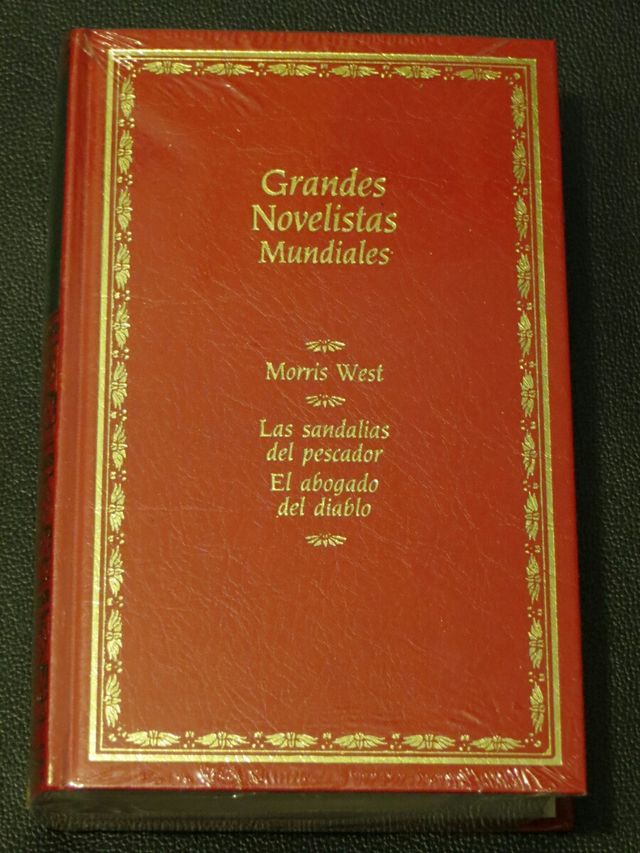 Grandes
Novelistas
Mundiales
Morris West
Las sandalias
del pescador
El abogado
del diablo